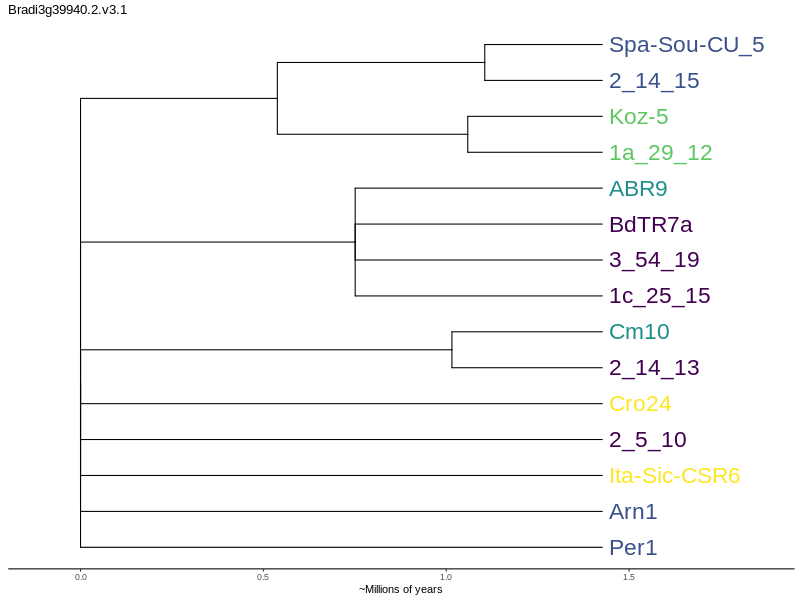 Bradi3g39940.2.v3.1
Spa-Sou-CU_5
2_14_15
Koz-5
1a_29_12
ABR9
BdTR7a
3_54_19
1c_25_15
Cm10
2_14_13
Cro24
2_5_10
Ita-Sic-CSR6
Arn1
Per1
0.0 0.5 1.0 1.5
~Millions of years